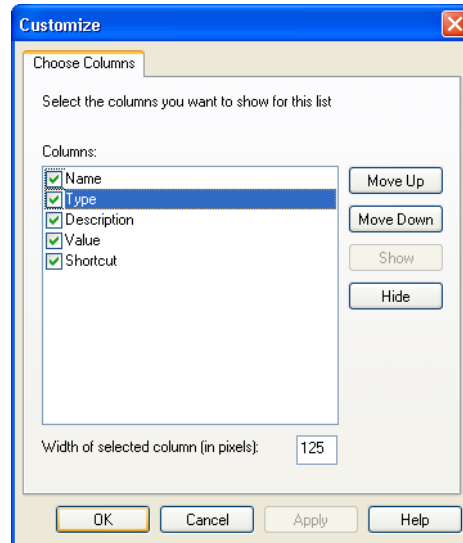 Customize
Choose Columns
Select the columns you want to show for this list
Columns:
Name
Type
Description
Value
Shortcut
Move Up
Move Down
Show
Hide
Width of selected column (in pixels): 125
OK Cancel Apply Help